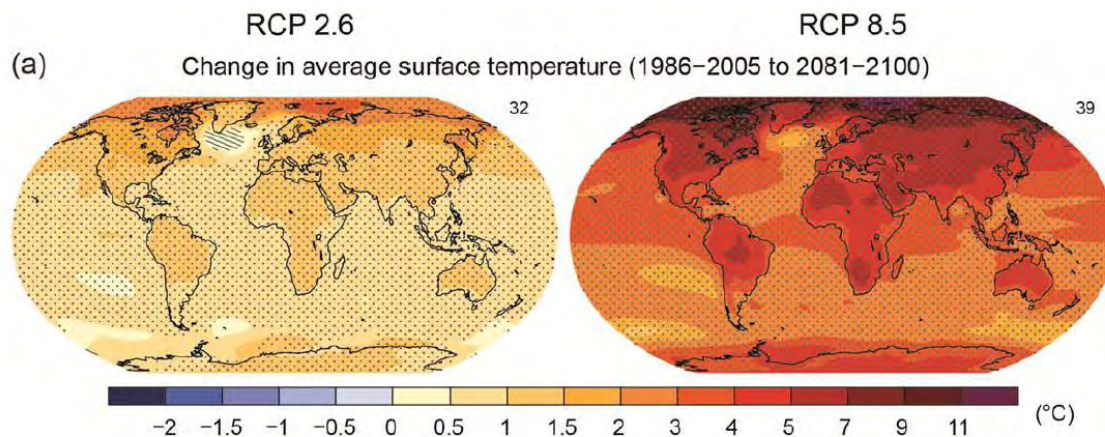 RCP 2.6 RCP 8.5
(a) Change in average surface temperature (1986−2005 to 2081−2100)
32 39
−2 −1.5 −1 −0.5 0 0.5 1 1.5 2 3 4 5 7 9 11 (°C)